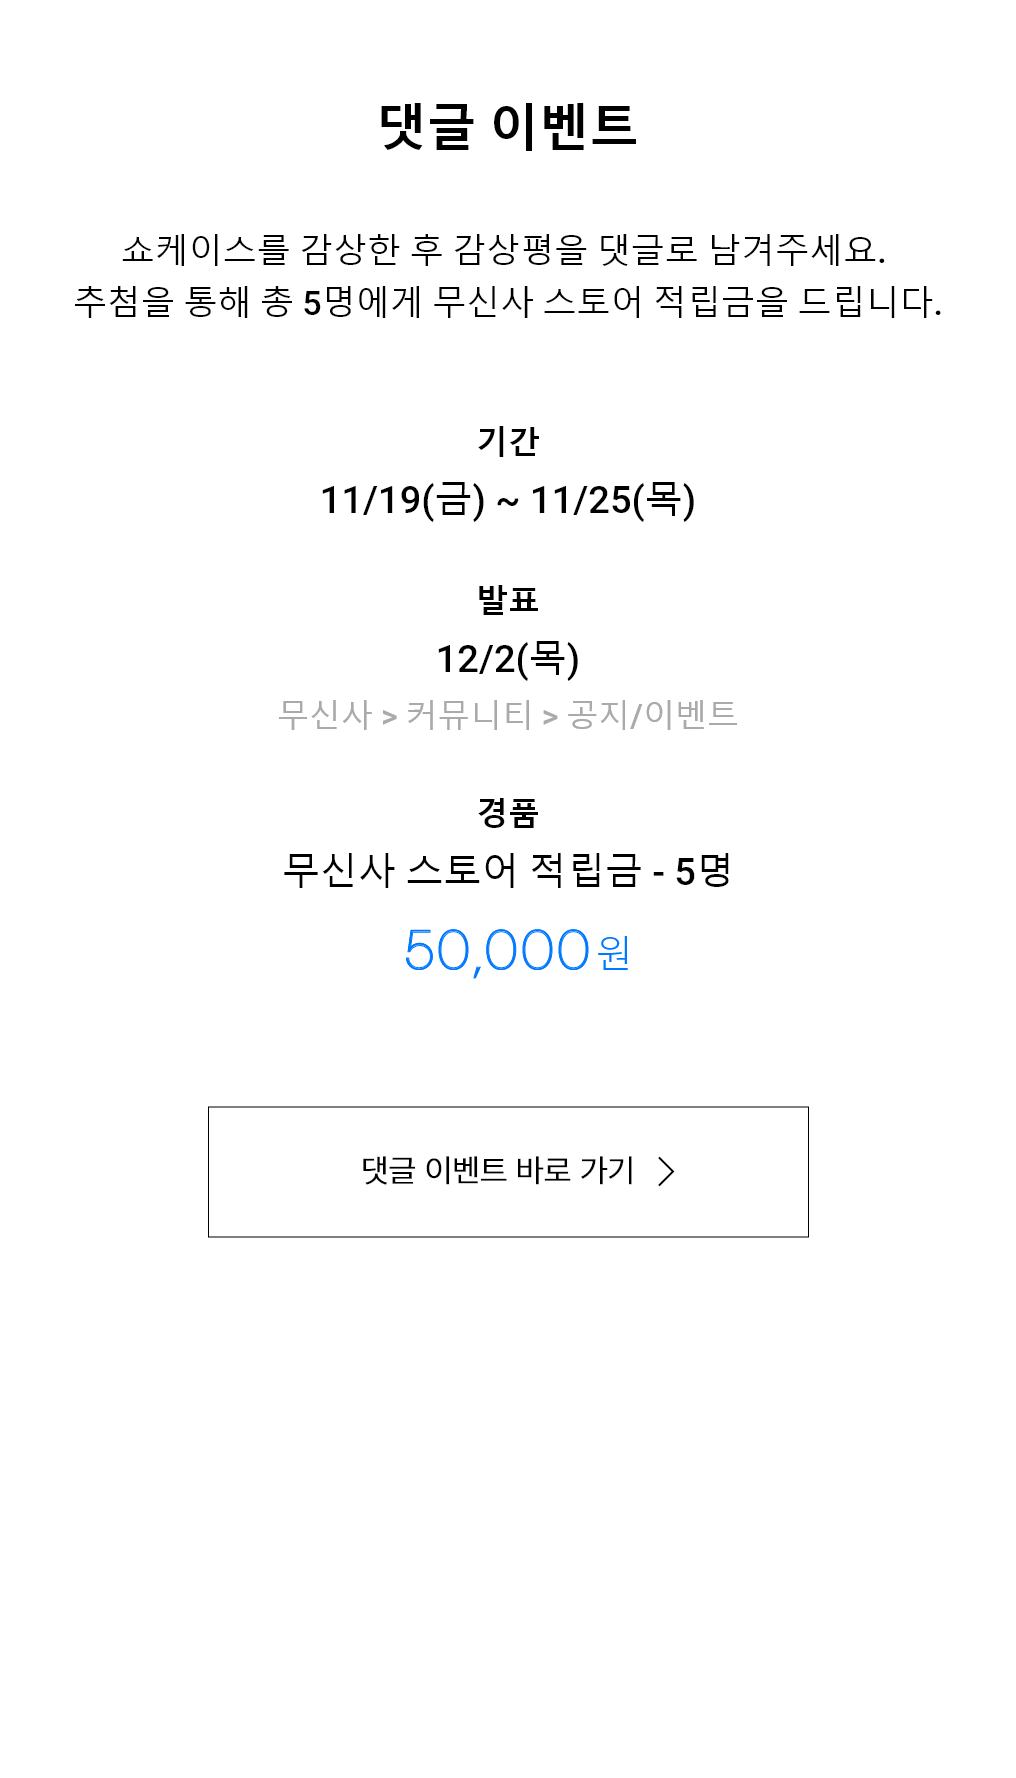 댓글 이벤트
쇼케이스를 감상한 후 감상평을 댓글로 남겨주세요.
추첨을 통해 총 5명에게 무신사 스토어 적립금을 드립니다.
기간
11/19(금) ~ 11/25(목)
발표
12/2(목)
무신사 > 커뮤니티 > 공지/이벤트
경품
무신사 스토어 적립금 - 5명
50,000원
댓글 이벤트 바로 가기 >